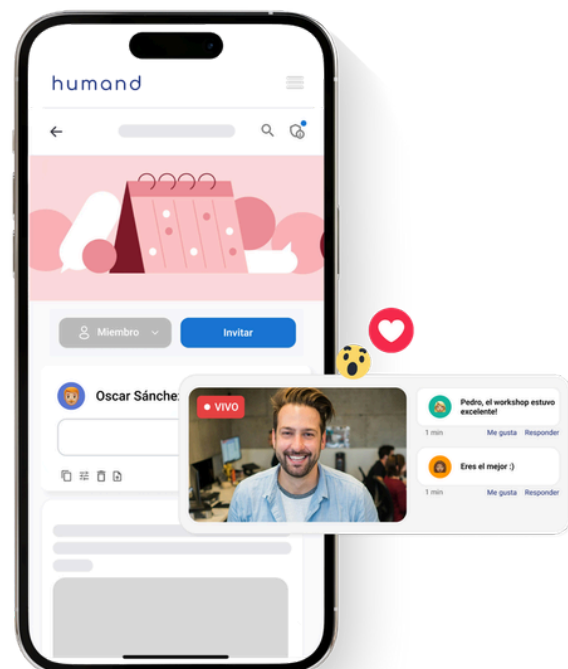 humand
Miembro
Invitar
Oscar Sánche
VIVO
Pedro, el workshop estuvo
excelente!
1 min Me gusta Responder
Eres el mejor :)
1 min Me gusta Responder